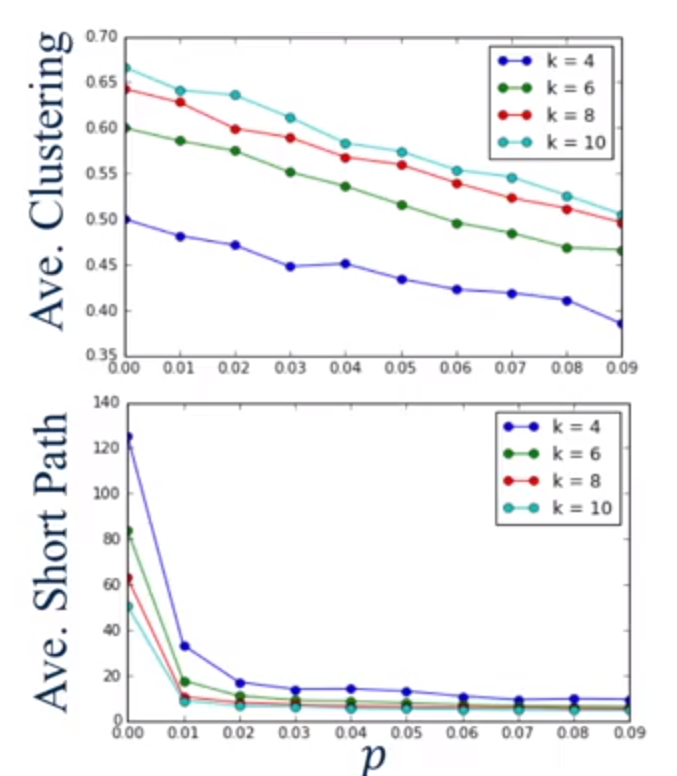 Ave. Clustering
0.70
0.65
0.60
0.55
0.50
0.45
0.40
0.35
k = 4
k = 6
k = 8
k = 10
0.00 0.01 0.02 0.03 0.04 0.05 0.06 0.07 0.08 0.09
Ave. Short Path
140
120
100
80
60
40
20
0
k = 4
k = 6
k = 8
k = 10
0.00 0.01 0.02 0.03 0.04 0.05 0.06 0.07 0.08 0.09
p